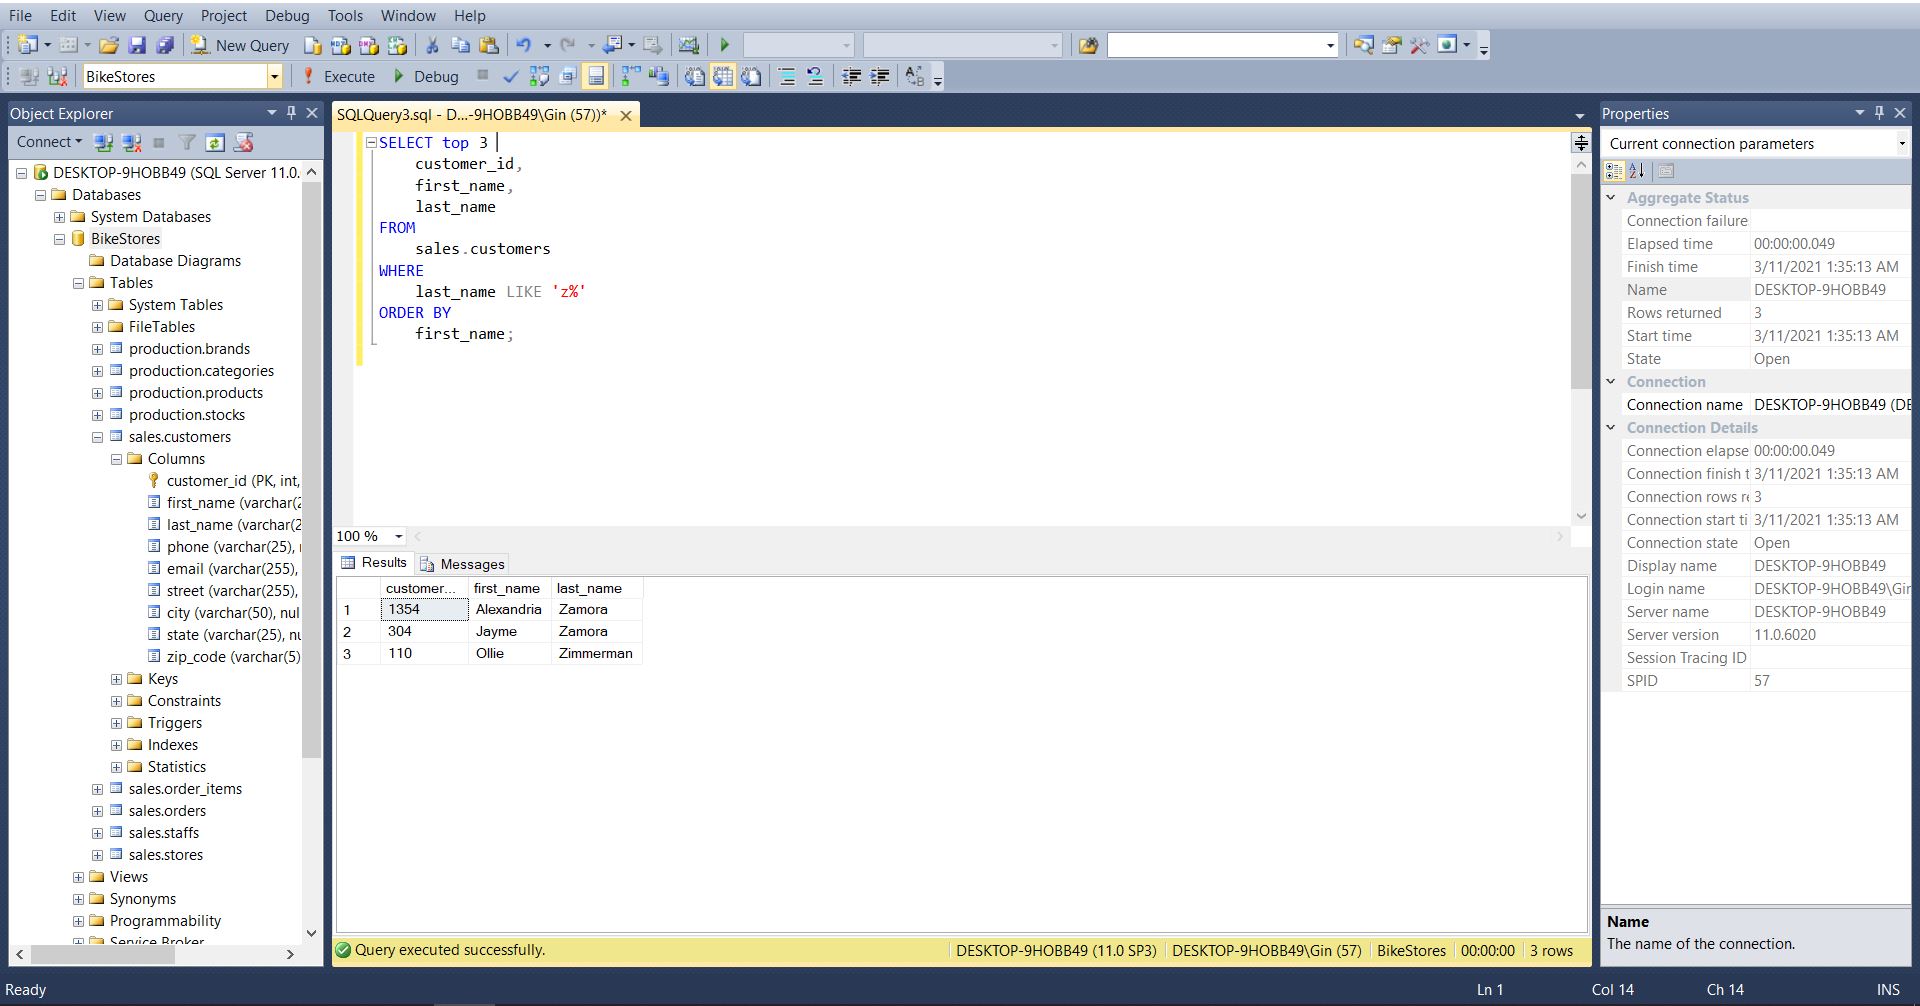 File Edit View Query Project Debug Tools Window Help
New Query
BikeStores Execute Debug
Object Explorer
Connect
DESKTOP-9HOBB49 (SQL Server 11.0.
Databases
System Databases
BikeStores
Database Diagrams
Tables
System Tables
FileTables
production.brands
production.categories
production.products
production.stocks
sales.customers
Columns
customer_id (PK, int,
first_name (varchar(2
last_name (varchar(2
phone (varchar(25),
email (varchar(255),
street (varchar(255),
city (varchar(50), nul
state (varchar(25), nu
zip_code (varchar(5)
Keys
Constraints
Triggers
Indexes
Statistics
sales.order_items
sales.orders
sales.staffs
sales.stores
Views
Synonyms
Programmability
Service Broker
SQLQuery3.sql - D...-9HOBB49\Gin (57))*
SELECT top 3
customer_id,
first_name,
last_name
FROM
sales.customers
WHERE
last_name LIKE 'z%'
ORDER BY
first_name;
100 %
Results Messages
customer... first_name last_name
1 1354 Alexandria Zamora
2 304 Jayme Zamora
3 110 Ollie Zimmerman
Query executed successfully. DESKTOP-9HOBB49 (11.0 SP3) DESKTOP-9HOBB49\Gin (57) BikeStores 00:00:00 3 rows
Properties
Current connection parameters
Aggregate Status
Connection failure
Elapsed time 00:00:00.049
Finish time 3/11/2021 1:35:13 AM
Name DESKTOP-9HOBB49
Rows returned 3
Start time 3/11/2021 1:35:13 AM
State Open
Connection
Connection name DESKTOP-9HOBB49 (DE
Connection Details
Connection elapse 00:00:00.049
Connection finish t 3/11/2021 1:35:13 AM
Connection rows re 3
Connection start ti 3/11/2021 1:35:13 AM
Connection state Open
Display name DESKTOP-9HOBB49
Login name DESKTOP-9HOBB49\Gin
Server name DESKTOP-9HOBB49
Server version 11.0.6020
Session Tracing ID
SPID 57
Name
The name of the connection.
Ready Ln 1 Col 14 Ch 14 INS